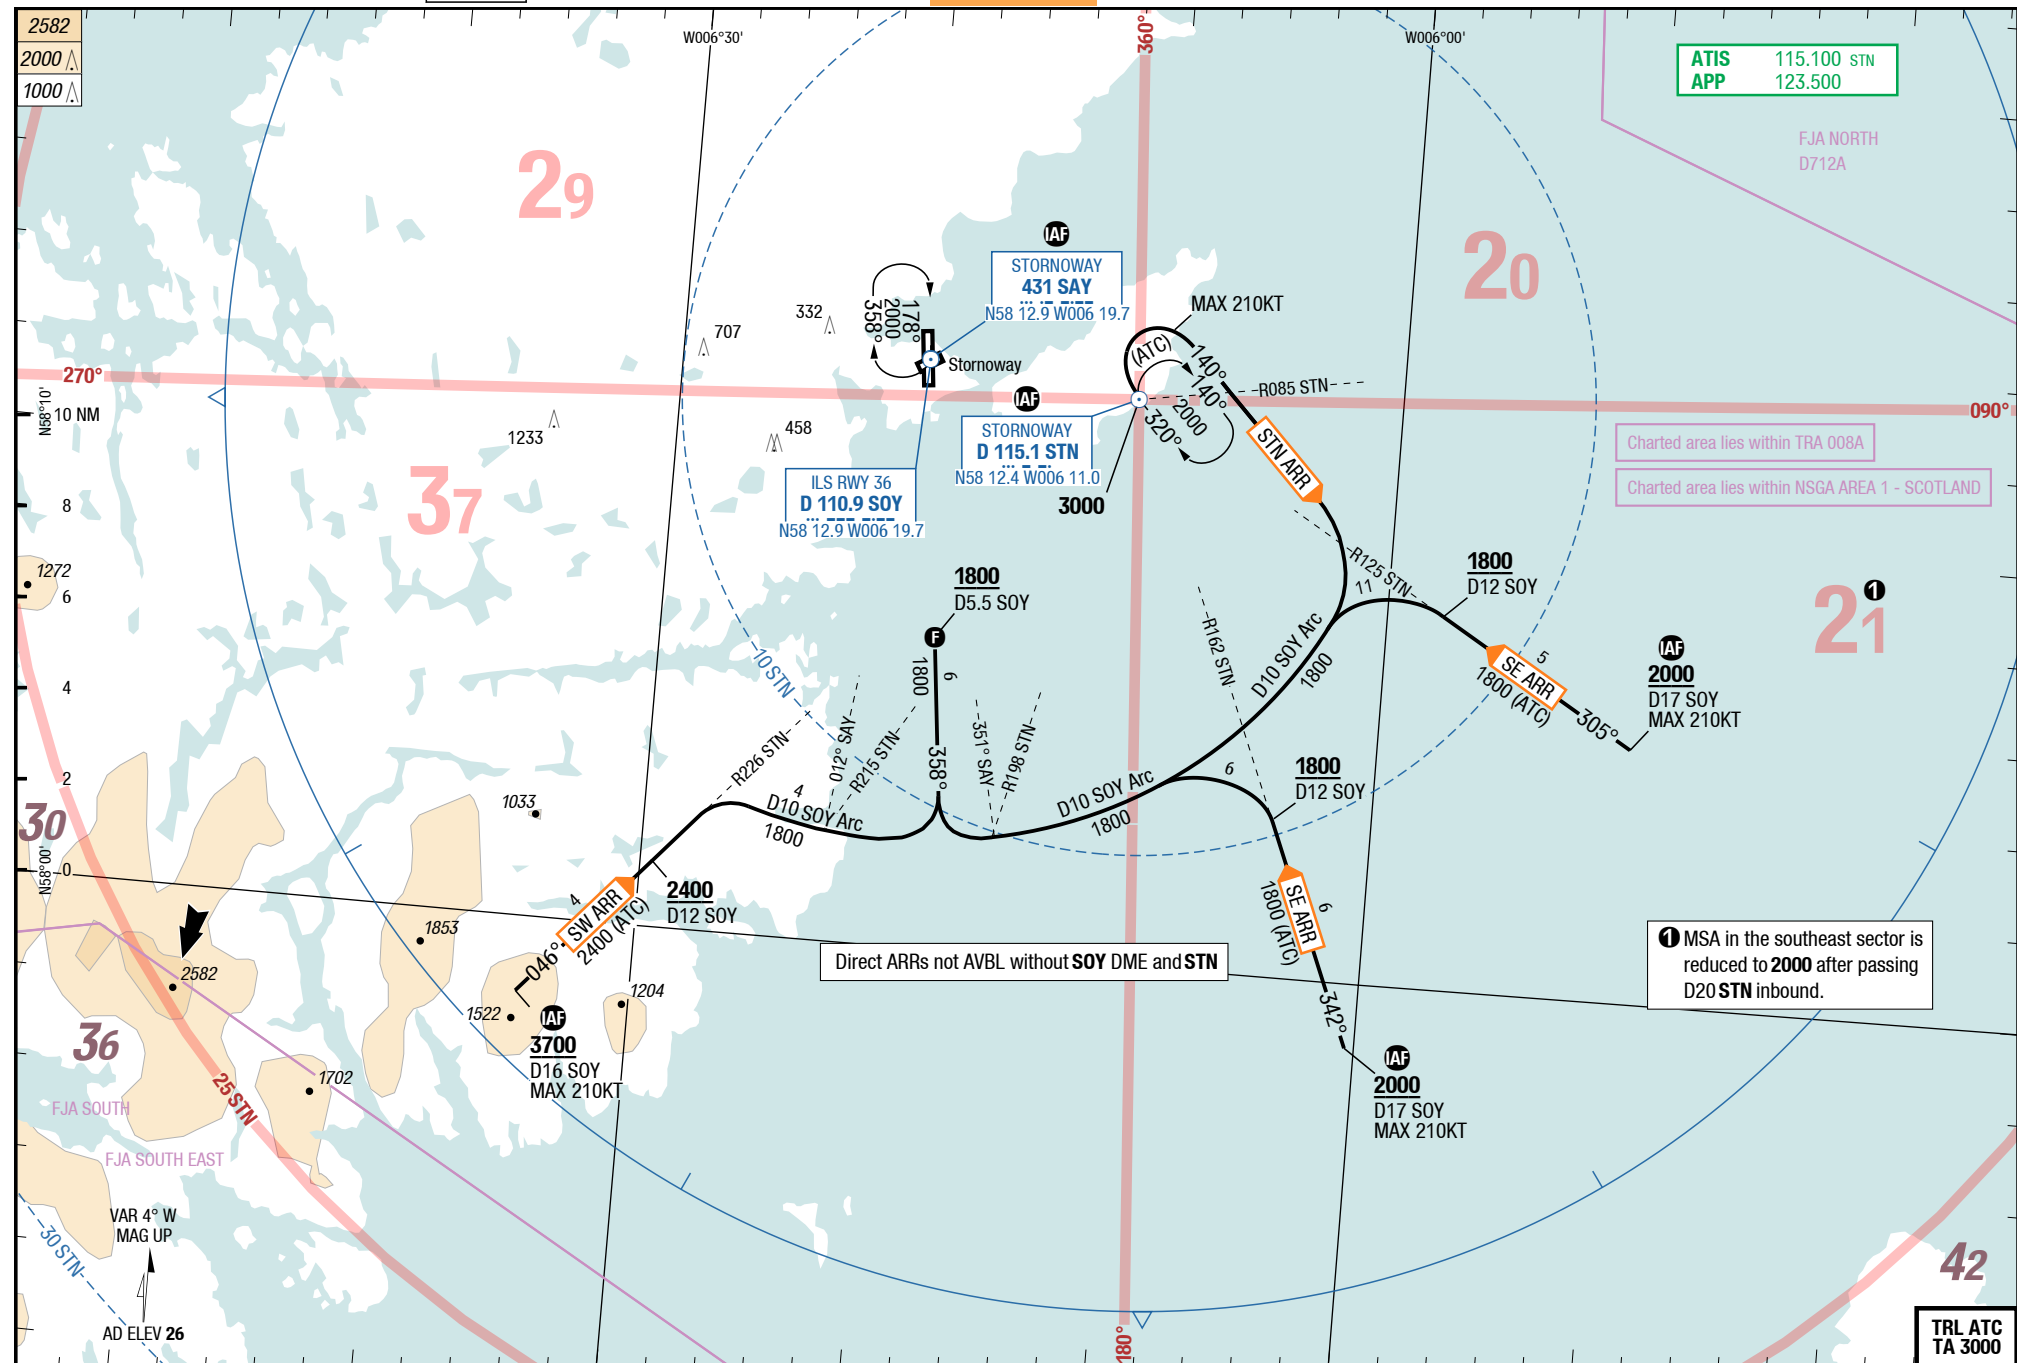 2582
2000
1000
W006°30'
360°
W006°00'
ATIS 115.100 STN
APP 123.500
FJA NORTH
D712A
29
20
IAF
STORNOWAY
431 SAY
N58 12.9 W006 19.7
MAX 210KT
178°
2000
358°
332
707
Stornoway
(ATC)
140°
140°
2000
320°
R085 STN
270°
090°
N58°10'
10 NM
1233
458
IAF
STORNOWAY
D 115.1 STN
N58 12.4 W006 11.0
3000
STN ARR
Charted area lies within TRA 008A
Charted area lies within NSGA AREA 1 - SCOTLAND
37
ILS RWY 36
D 110.9 SOY
N58 12.9 W006 19.7
8
1272
6
1800
D5.5 SOY
F
R125 STN
11
1800
D12 SOY
21
1
IAF
2000
D17 SOY
MAX 210KT
5
SE ARR
1800 (ATC)
305°
R162 STN
D10 SOY Arc
1800
10 STN
4
1800
6
358°
012° SAY
R215 STN
R226 STN
351° SAY
R198 STN
2
1033
4
D10 SOY Arc
1800
D10 SOY Arc
1800
6
1800
D12 SOY
30
N58°00'
0
2400
D12 SOY
4
SW ARR
2400 (ATC)
046°
6
SE ARR
1800 (ATC)
342°
1853
2582
1522
1204
Direct ARRs not AVBL without SOY DME and STN
1 MSA in the southeast sector is
reduced to 2000 after passing
D20 STN inbound.
36
IAF
3700
D16 SOY
MAX 210KT
IAF
2000
D17 SOY
MAX 210KT
1702
25 STN
FJA SOUTH
FJA SOUTH EAST
VAR 4° W
MAG UP
30 STN
AD ELEV 26
180°
42
TRL ATC
TA 3000